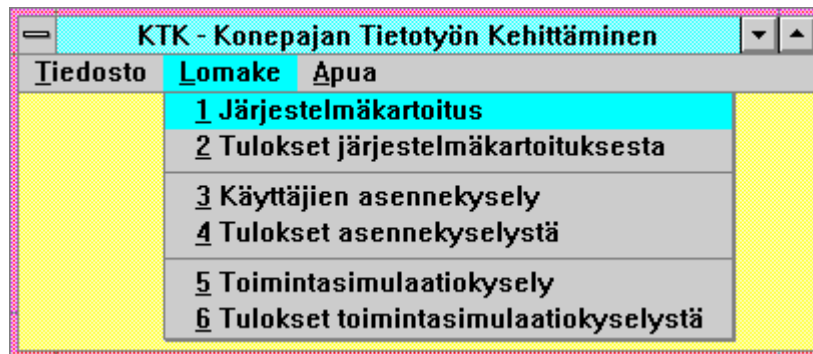 KTK - Konepajan Tietotyön Kehittäminen
Tiedosto Lomake Apua
1 Järjestelmäkartoitus
2 Tulokset järjestelmäkartoituksesta
3 Käyttäjien asennekysely
4 Tulokset asennekyselystä
5 Toimintasimulaatiokysely
6 Tulokset toimintasimulaatiokyselystä